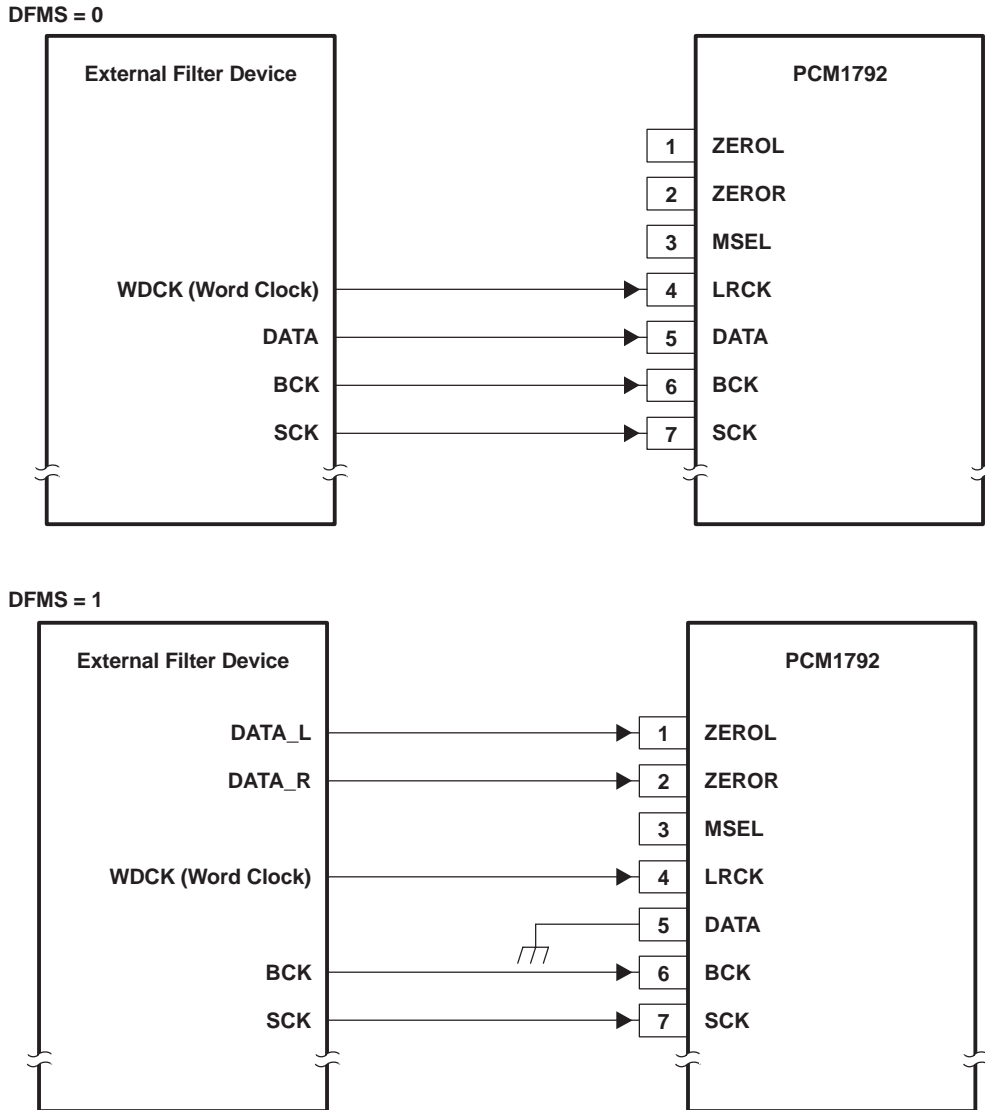 DFMS = 0
External Filter Device
PCM1792
1 ZEROL
2 ZEROR
3 MSEL
WDCK (Word Clock) 4 LRCK
DATA 5 DATA
BCK 6 BCK
SCK 7 SCK
DFMS = 1
External Filter Device
PCM1792
DATA_L 1 ZEROL
DATA_R 2 ZEROR
3 MSEL
WDCK (Word Clock) 4 LRCK
5 DATA
BCK 6 BCK
SCK 7 SCK